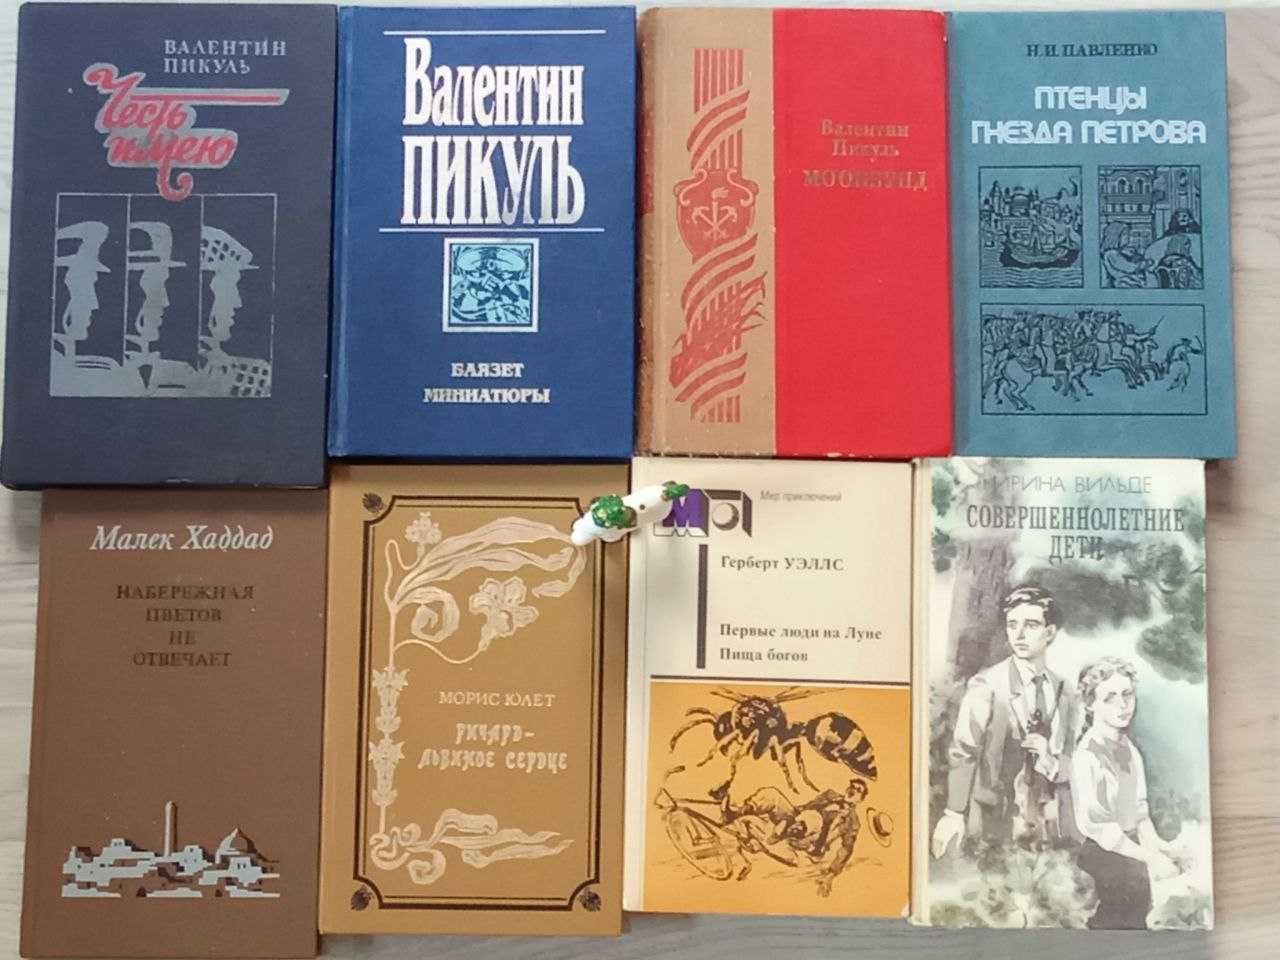 ВАЛЕНТИН
ПИКУЛЬ
Честь
имею
Валентин
ПИКУЛЬ
БАЯЗЕТ
МИНИАТЮРЫ
Валентин
Пикуль
МООНЗУНД
Н.И. ПАВЛЕНКО
ПТЕНЦЫ
ГНЕЗДА ПЕТРОВА
Малек Хаддад
НАБЕРЕЖНАЯ
ЦВЕТОВ
НЕ
ОТВЕЧАЕТ
МОРИС ЮЛЕТ
РИЧАРД-
ЛЬВИНОЕ СЕРДЦЕ
Мир приключений
Герберт УЭЛЛС
Первые люди на Луне
Пища богов
ИРИНА ВИЛЬДЕ
СОВЕРШЕННОЛЕТНИЕ
ДЕТИ